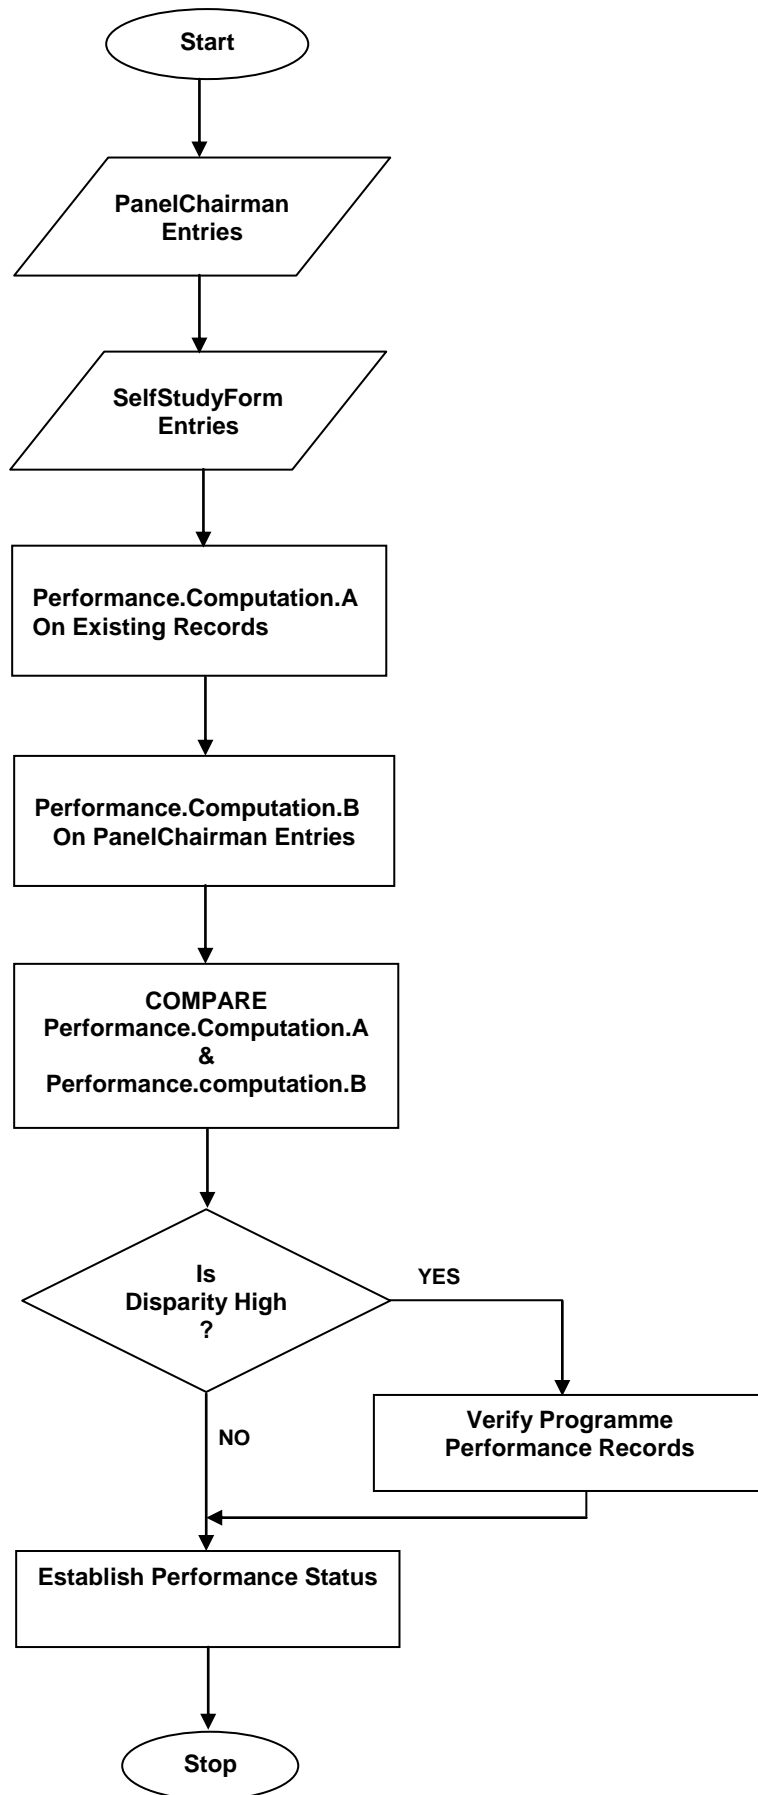 Start
PanelChairman
Entries
SelfStudyForm
Entries
Performance.Computation.A
On Existing Records
Performance.Computation.B
On PanelChairman Entries
COMPARE
Performance.Computation.A
&
Performance.computation.B
Is
Disparity High
?
YES
Verify Programme
Performance Records
NO
Establish Performance Status
Stop